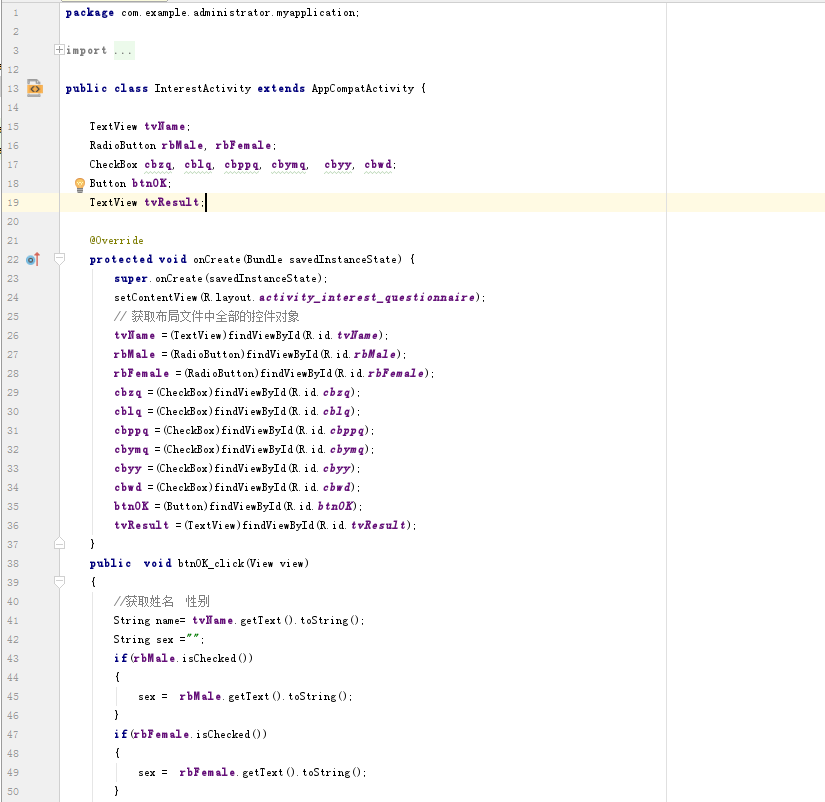 1 package com.example.administrator.myapplication;
2
3 import ...
12
13 public class InterestActivity extends AppCompatActivity {
14
15 TextView tvName;
16 RadioButton rbMale, rbFemale;
17 CheckBox cbzq, cblq, cbppq, cbymq, cbyy, cbwd;
18 Button btnOK;
19 TextView tvResult;
20
21 @Override
22 protected void onCreate(Bundle savedInstanceState) {
23 super.onCreate(savedInstanceState);
24 setContentView(R.layout.activity_interest_questionnaire);
25 // 获取布局文件中全部的控件对象
26 tvName =(TextView)findViewById(R.id.tvName);
27 rbMale =(RadioButton)findViewById(R.id.rbMale);
28 rbFemale =(RadioButton)findViewById(R.id.rbFemale);
29 cbzq =(CheckBox)findViewById(R.id.cbzq);
30 cblq =(CheckBox)findViewById(R.id.cblq);
31 cbppq =(CheckBox)findViewById(R.id.cbppq);
32 cbymq =(CheckBox)findViewById(R.id.cbymq);
33 cbyy =(CheckBox)findViewById(R.id.cbyy);
34 cbwd =(CheckBox)findViewById(R.id.cbwd);
35 btnOK =(Button)findViewById(R.id.btnOK);
36 tvResult =(TextView)findViewById(R.id.tvResult);
37 }
38 public void btnOK_click(View view)
39 {
40 //获取姓名 性别
41 String name= tvName.getText().toString();
42 String sex ="";
43 if(rbMale.isChecked())
44 {
45 sex = rbMale.getText().toString();
46 }
47 if(rbFemale.isChecked())
48 {
49 sex = rbFemale.getText().toString();
50 }